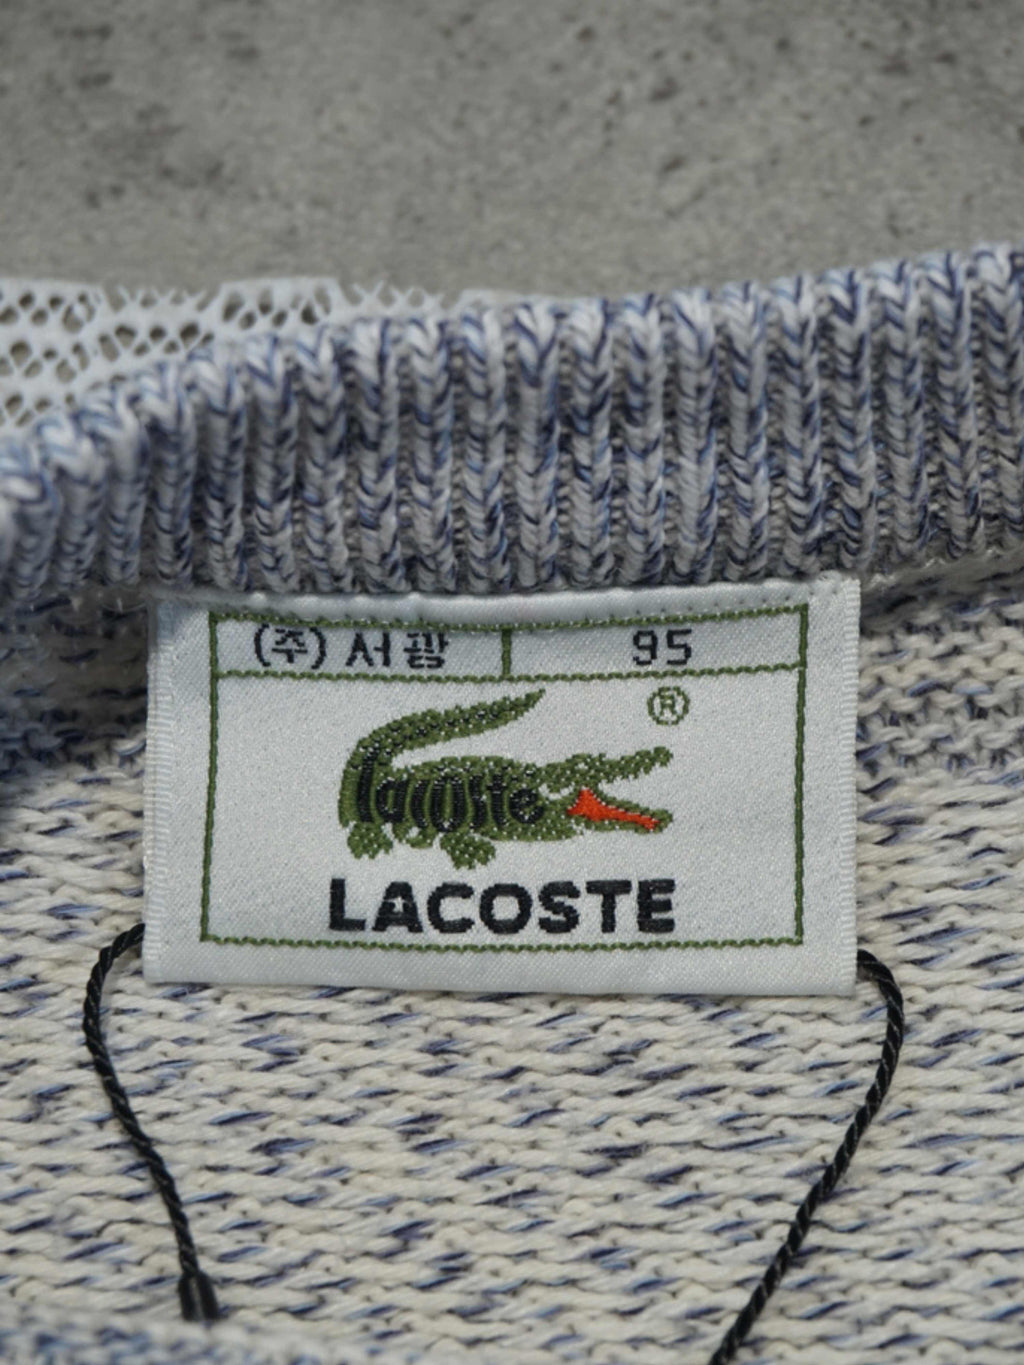 (주) 서광
95
®
lacoste
LACOSTE